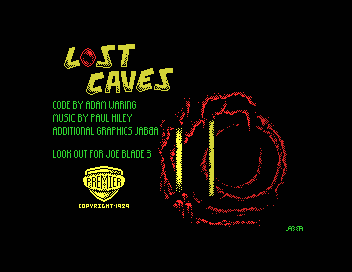 LOST
CAVES
CODE BY ADAM WARING
MUSIC BY PAUL HILEY
ADDITIONAL GRAPHICS JABBA
LOOK OUT FOR JOE BLADE 3
PREMIER
COPYRIGHT·1989